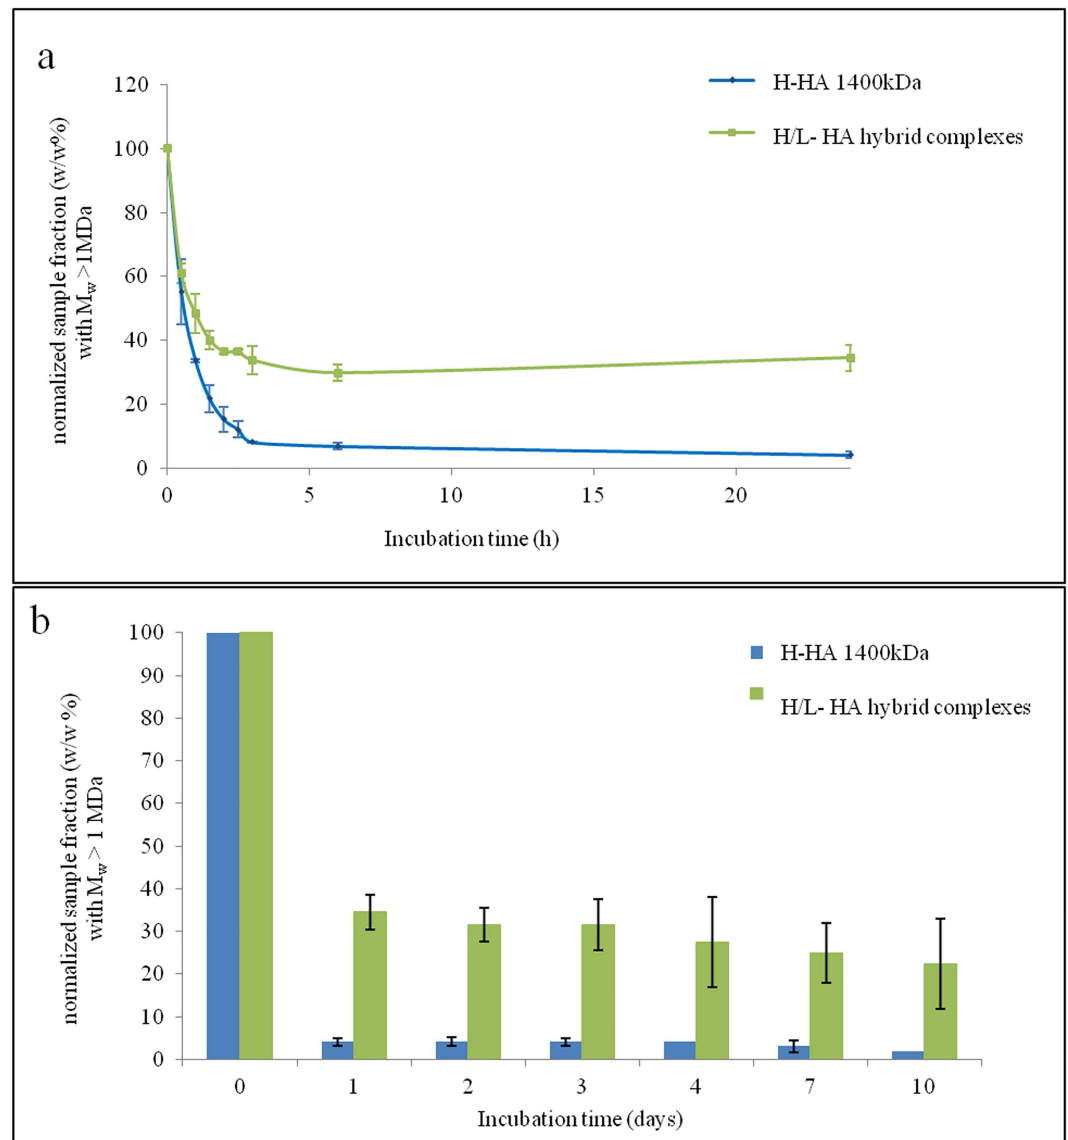 a
120
100
80
60
40
20
0
0 5 10 15 20
normalized sample fraction (w/w%)
with Mw >1MDa
Incubation time (h)
H-HA 1400kDa
H/L- HA hybrid complexes
b
100
90
80
70
60
50
40
30
20
10
0
0 1 2 3 4 7 10
normalized sample fraction (w/w %)
with Mw > 1 MDa
Incubation time (days)
H-HA 1400kDa
H/L- HA hybrid complexes